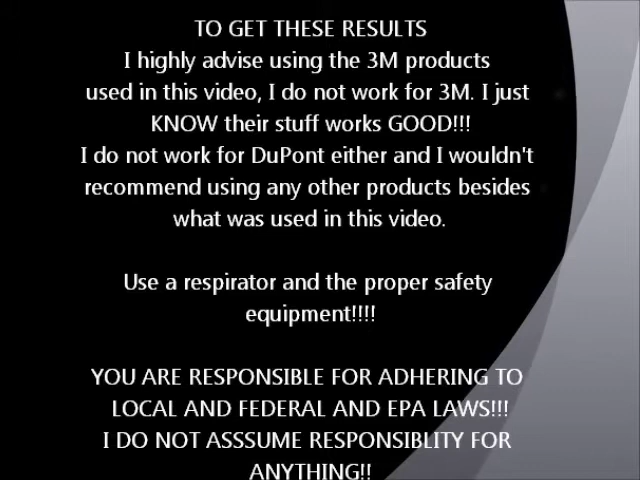 TO GET THESE RESULTS
I highly advise using the 3M products
used in this video, I do not work for 3M. I just
KNOW their stuff works GOOD!!!
I do not work for DuPont either and I wouldn't
recommend using any other products besides
what was used in this video.
Use a respirator and the proper safety
equipment!!!!
YOU ARE RESPONSIBLE FOR ADHERING TO
LOCAL AND FEDERAL AND EPA LAWS!!!
I DO NOT ASSSUME RESPONSIBLITY FOR
ANYTHING!!